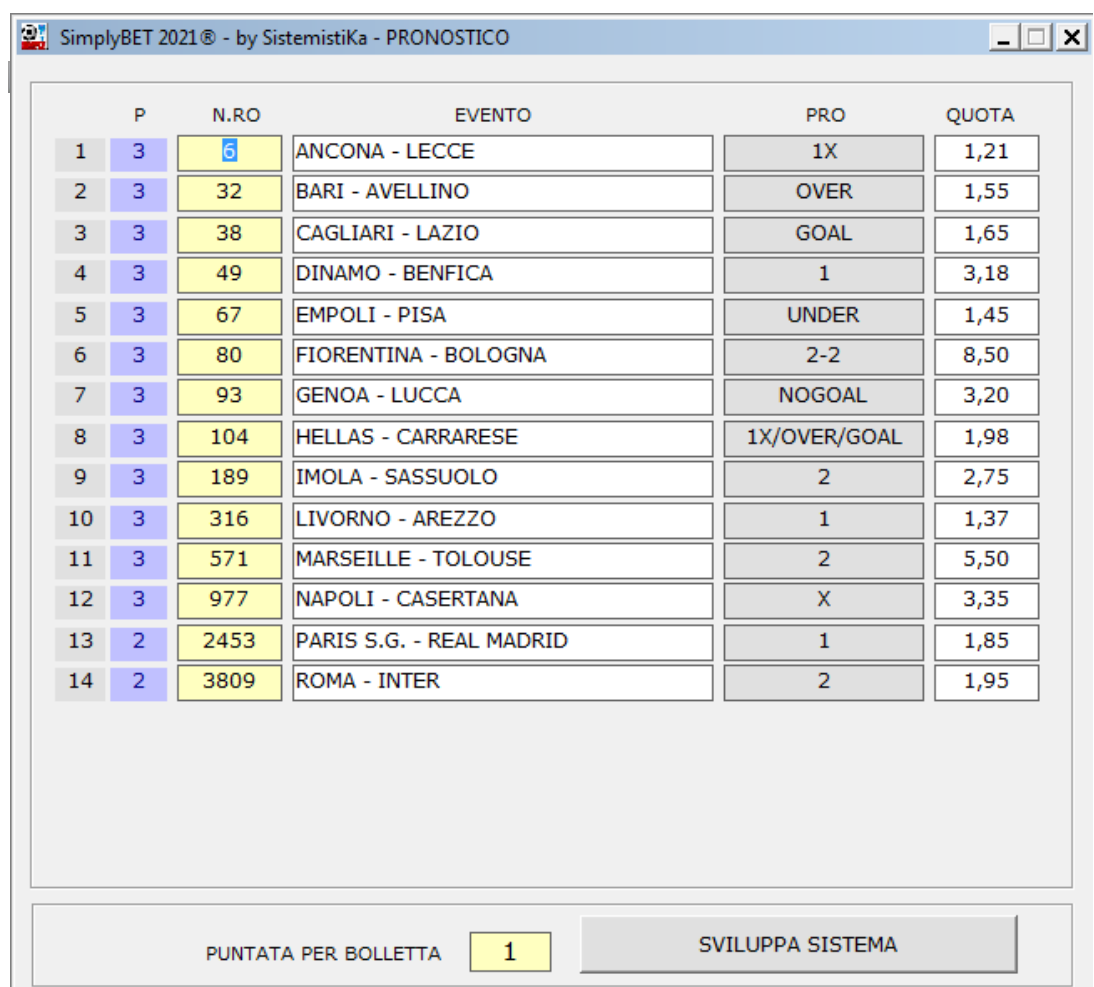 SimplyBET 2021® - by SistemistiKa - PRONOSTICO
P N.RO EVENTO PRO QUOTA
1 3 6 ANCONA - LECCE 1X 1,21
2 3 32 BARI - AVELLINO OVER 1,55
3 3 38 CAGLIARI - LAZIO GOAL 1,65
4 3 49 DINAMO - BENFICA 1 3,18
5 3 67 EMPOLI - PISA UNDER 1,45
6 3 80 FIORENTINA - BOLOGNA 2-2 8,50
7 3 93 GENOA - LUCCA NOGOAL 3,20
8 3 104 HELLAS - CARRARESE 1X/OVER/GOAL 1,98
9 3 189 IMOLA - SASSUOLO 2 2,75
10 3 316 LIVORNO - AREZZO 1 1,37
11 3 571 MARSEILLE - TOLOUSE 2 5,50
12 3 977 NAPOLI - CASERTANA X 3,35
13 2 2453 PARIS S.G. - REAL MADRID 1 1,85
14 2 3809 ROMA - INTER 2 1,95
PUNTATA PER BOLLETTA 1 SVILUPPA SISTEMA